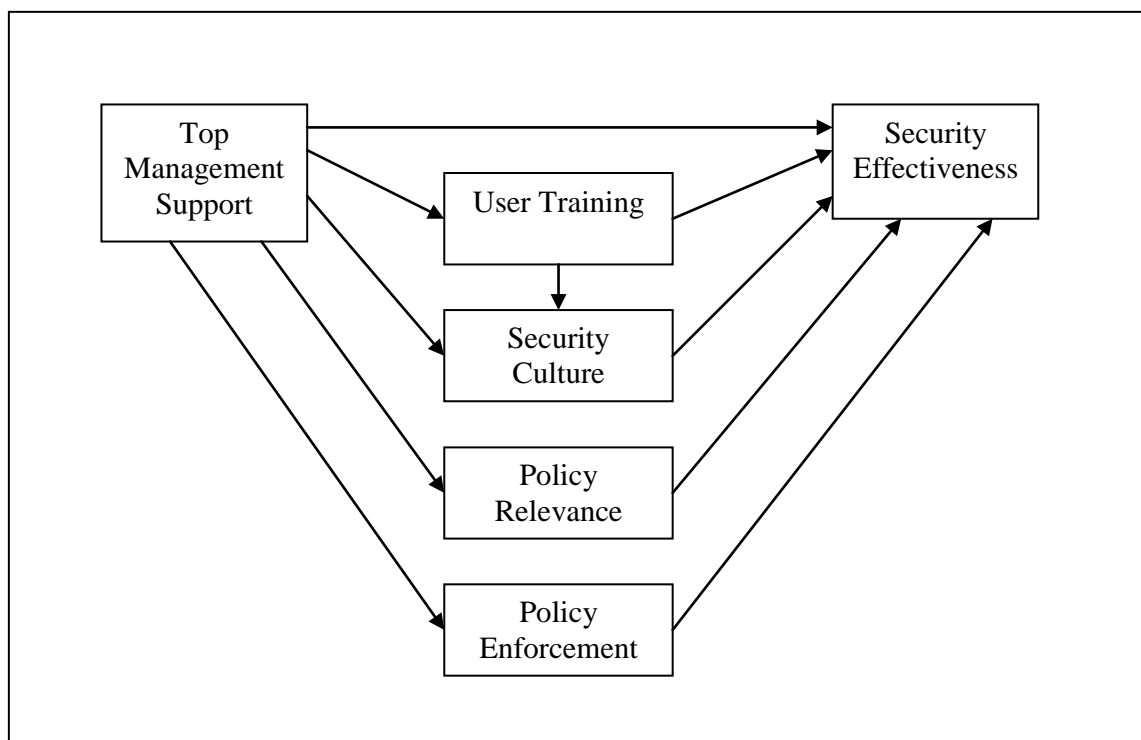 Top
Management
Support
Security
Effectiveness
User Training
Security
Culture
Policy
Relevance
Policy
Enforcement